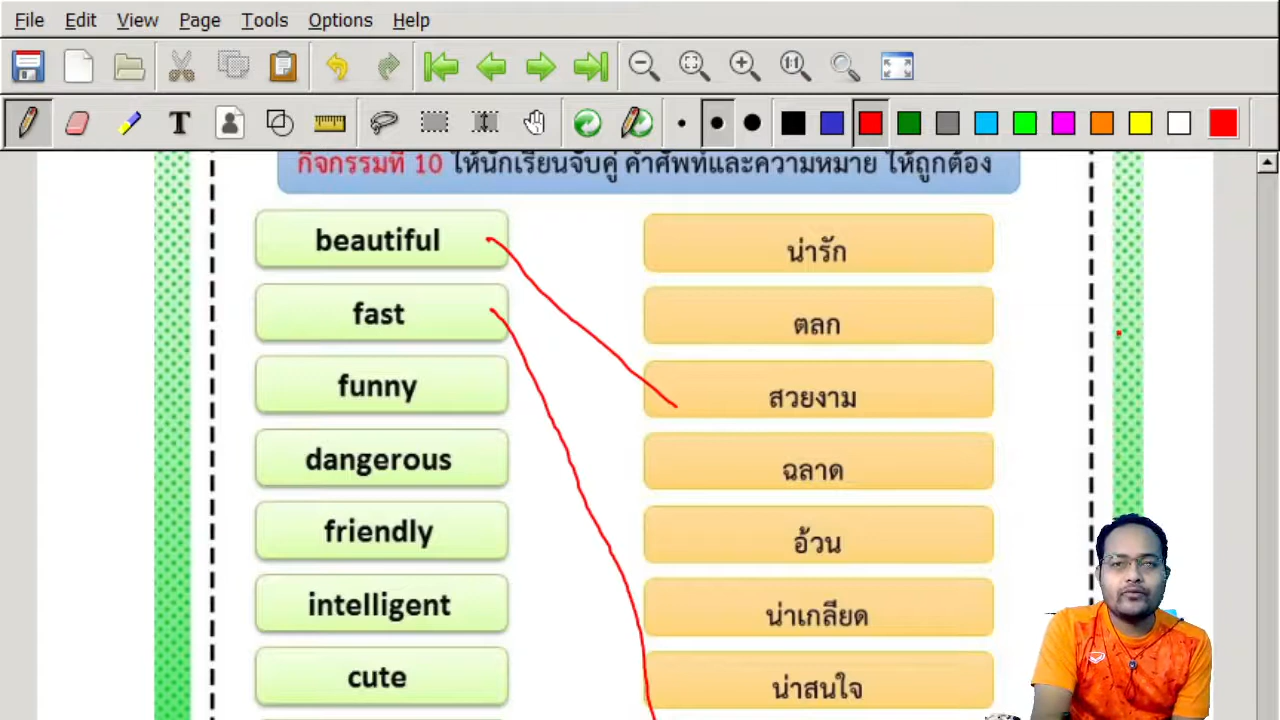 File Edit View Page Tools Options Help
T
กิจกรรมที่ 10 ให้นักเรียนจับคู่ คำศัพท์และความหมาย ให้ถูกต้อง
beautiful น่ารัก
fast ตลก
funny สวยงาม
dangerous ฉลาด
friendly อ้วน
intelligent น่าเกลียด
cute น่าสนใจ